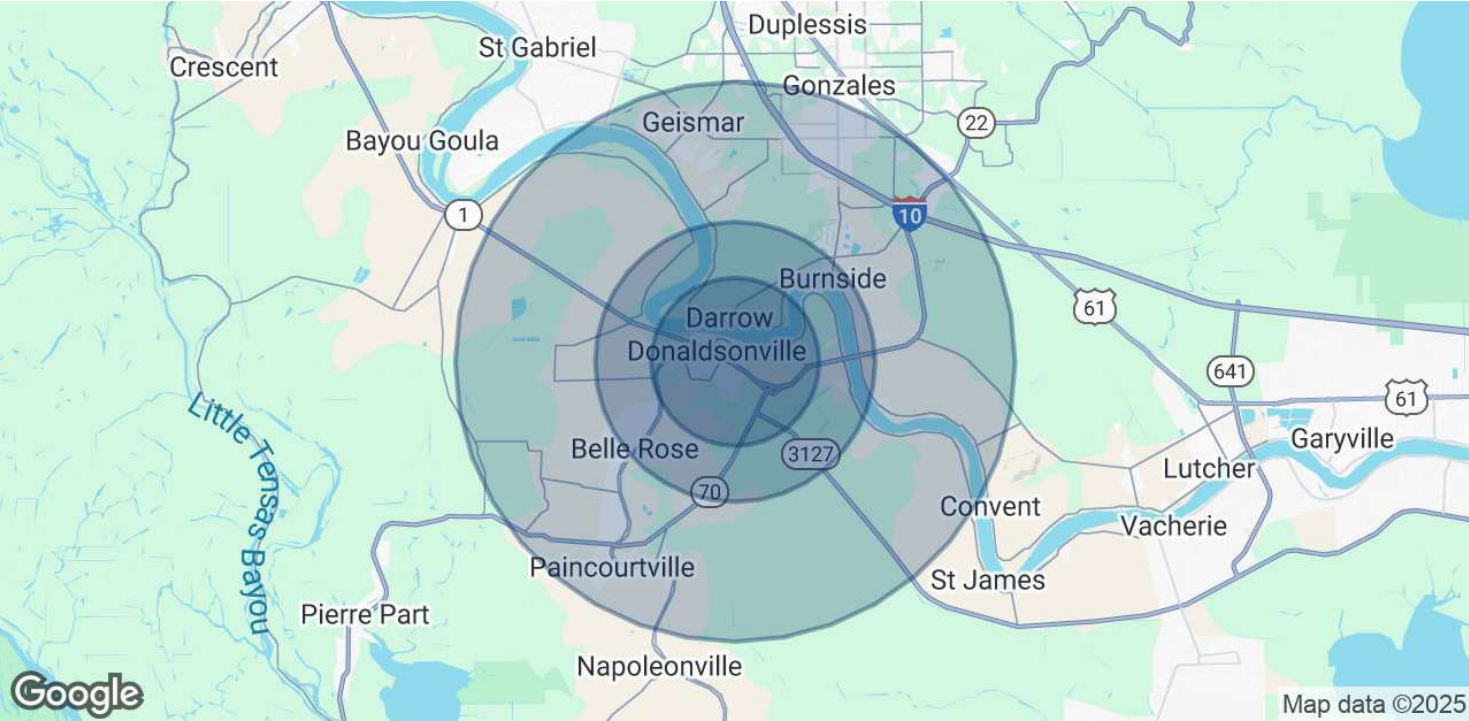 Duplessis
St Gabriel
Crescent
Gonzales
Geismar
22
Bayou Goula
1
10
Burnside
61
Darrow
Donaldsonville
641
61
Little Tensas Bayou
Garyville
Belle Rose
3127
Lutcher
70
Convent
Vacherie
Paincourtville
St James
Pierre Part
Napoleonville
Google
Map data ©2025